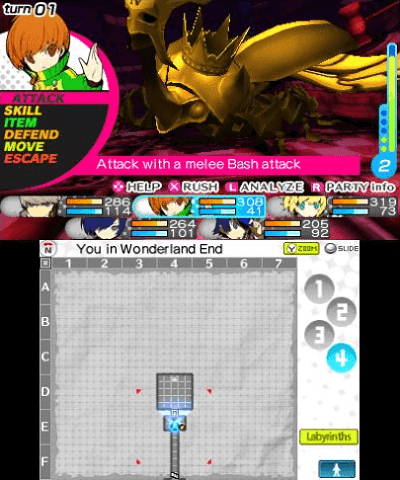 turn 01
ATTACK
SKILL
ITEM
DEFEND
MOVE
ESCAPE
Attack with a melee Bash attack
2
HELP X RUSH L ANALYZE R PARTY info
286 308 319
114 41 73
264 205
101 92
N You in Wonderland End Y ZOOM SLIDE
1 2 3 4 5 6 7
A
B
C
D
E
F
1
2
3
4
Labyrinths